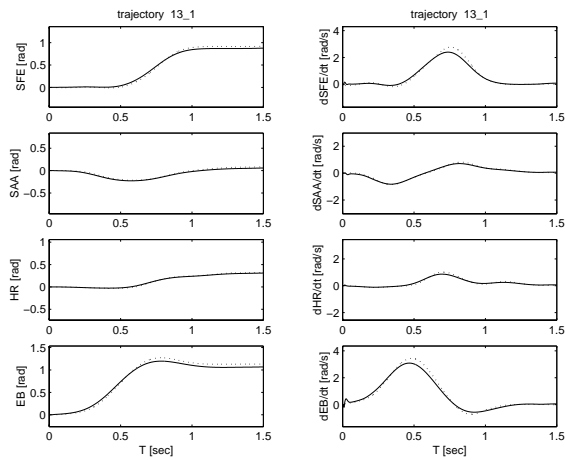 trajectory 13_1
SFE [rad]
1
0.5
0
0 0.5 1 1.5
SAA [rad]
0.5
0
−0.5
0 0.5 1 1.5
HR [rad]
1
0.5
0
−0.5
0 0.5 1 1.5
EB [rad]
1.5
1
0.5
0
0 0.5 1 1.5
T [sec]
trajectory 13_1
dSFE/dt [rad/s]
4
2
0
0 0.5 1 1.5
dSAA/dt [rad/s]
2
0
−2
0 0.5 1 1.5
dHR/dt [rad/s]
2
0
−2
0 0.5 1 1.5
dEB/dt [rad/s]
4
2
0
0 0.5 1 1.5
T [sec]